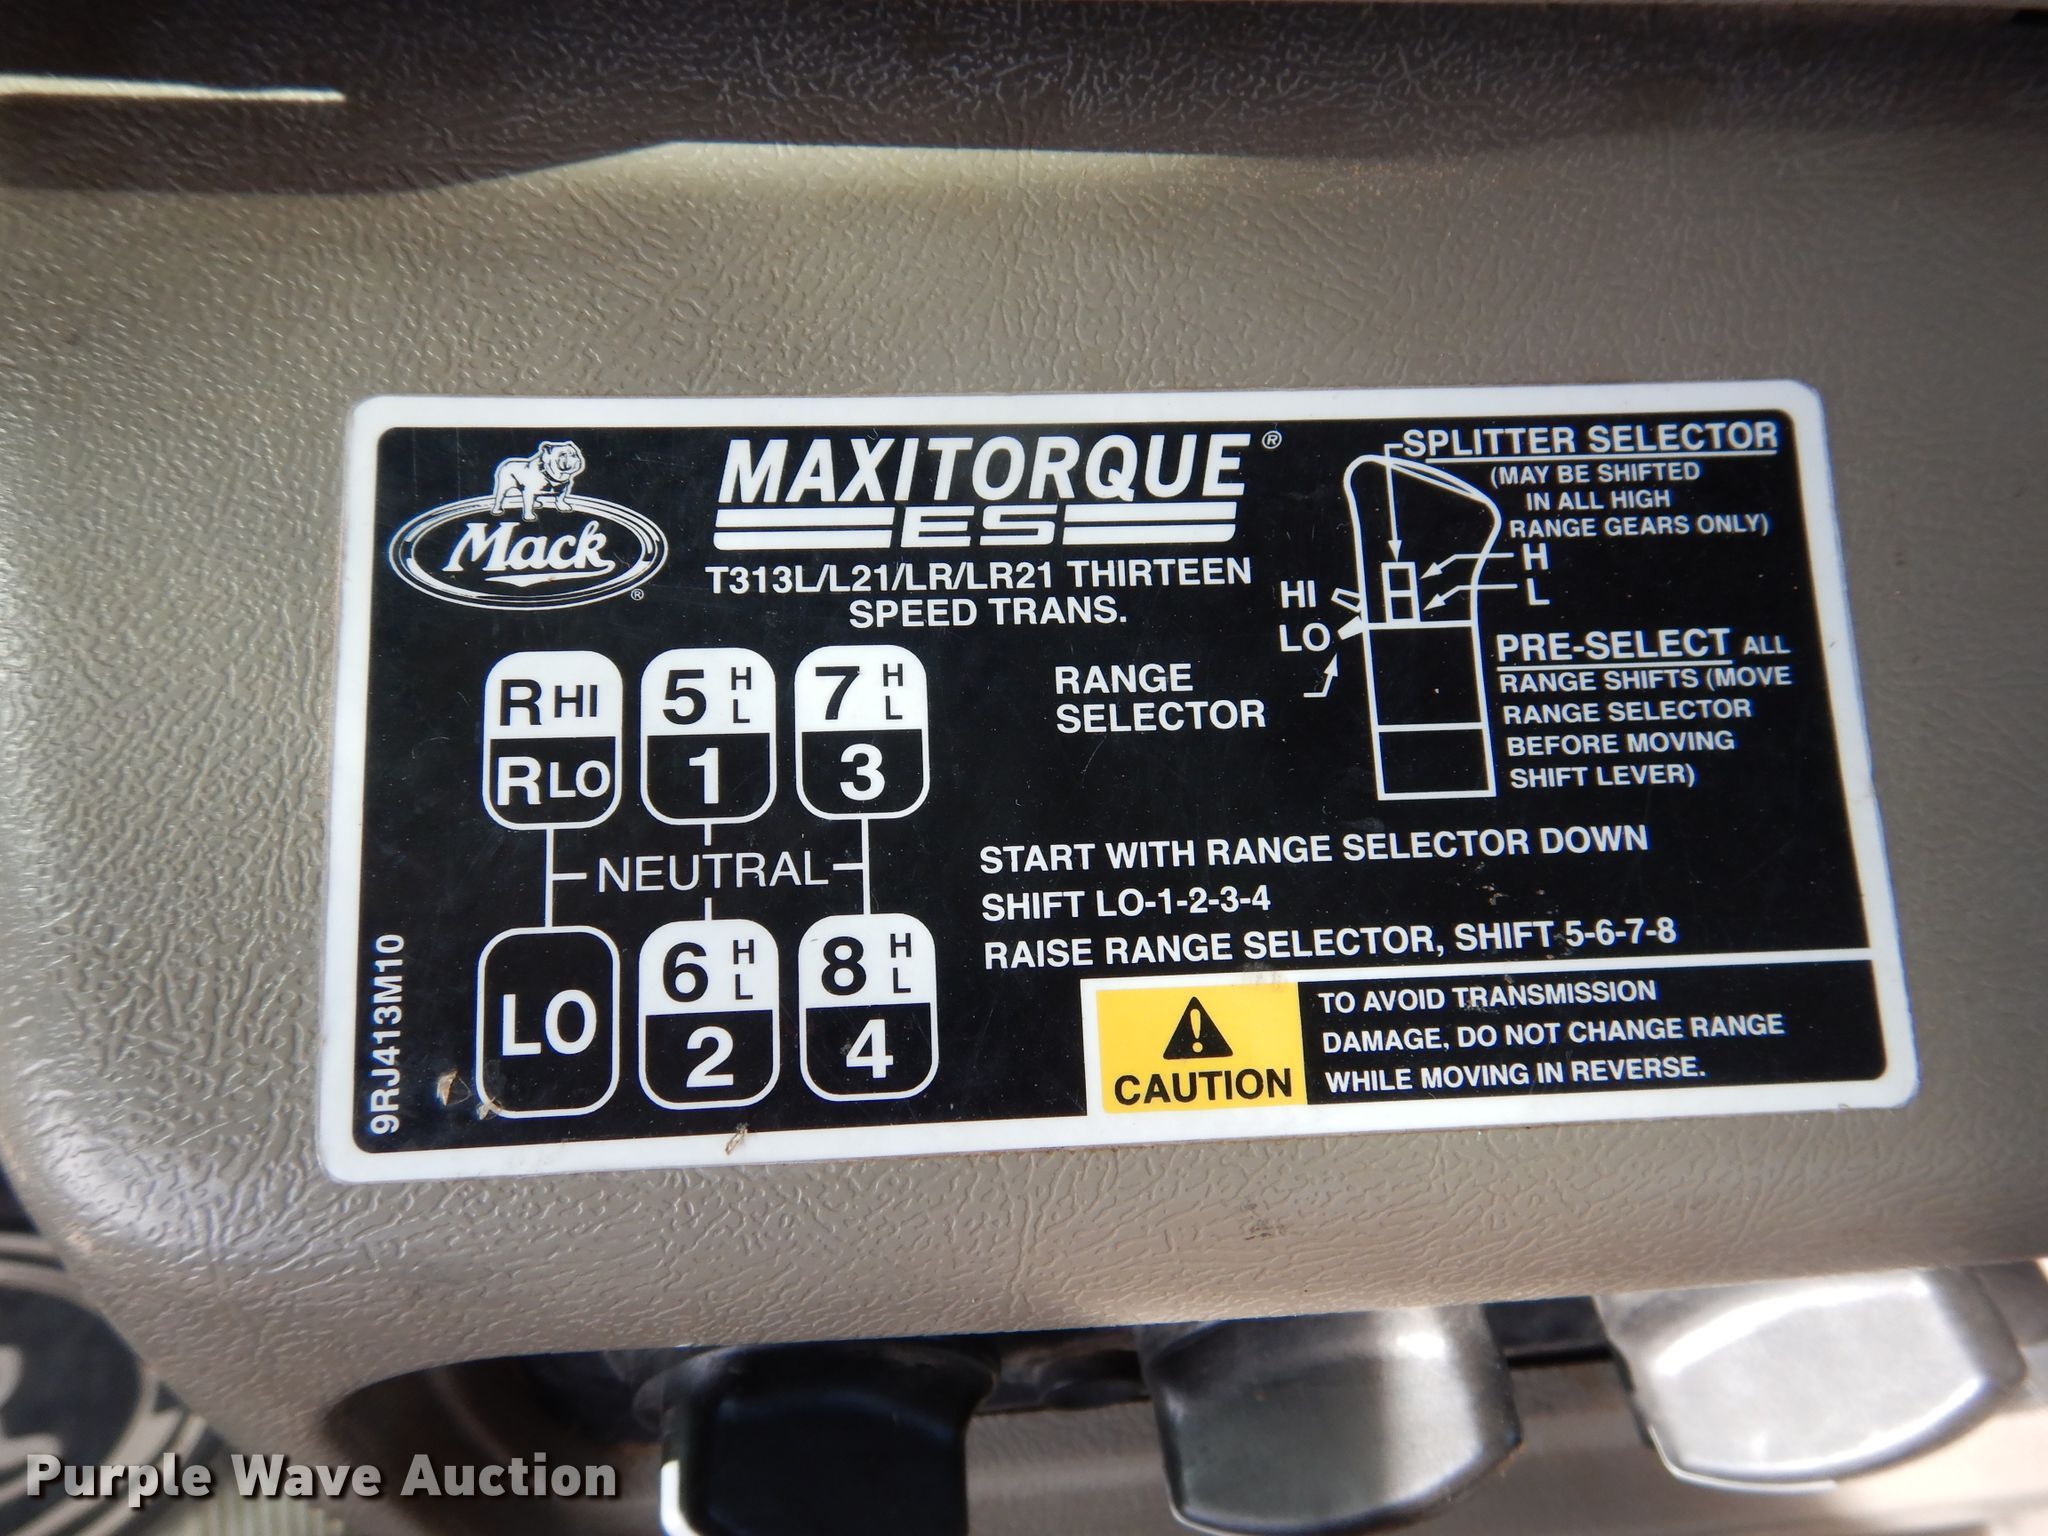 Mack
®
MAXITORQUE®
ES
T313L/L21/LR/LR21 THIRTEEN
SPEED TRANS.
SPLITTER SELECTOR
(MAY BE SHIFTED
IN ALL HIGH
RANGE GEARS ONLY)
H
L
HI
LO
RANGE
SELECTOR
PRE-SELECT ALL
RANGE SHIFTS (MOVE
RANGE SELECTOR
BEFORE MOVING
SHIFT LEVER)
R HI 5 H L 7 H L
R LO 1 3
NEUTRAL
LO 6 H L 8 H L
2 4
START WITH RANGE SELECTOR DOWN
SHIFT LO-1-2-3-4
RAISE RANGE SELECTOR, SHIFT 5-6-7-8
CAUTION
TO AVOID TRANSMISSION
DAMAGE, DO NOT CHANGE RANGE
WHILE MOVING IN REVERSE.
9RJ413M10
Purple Wave Auction